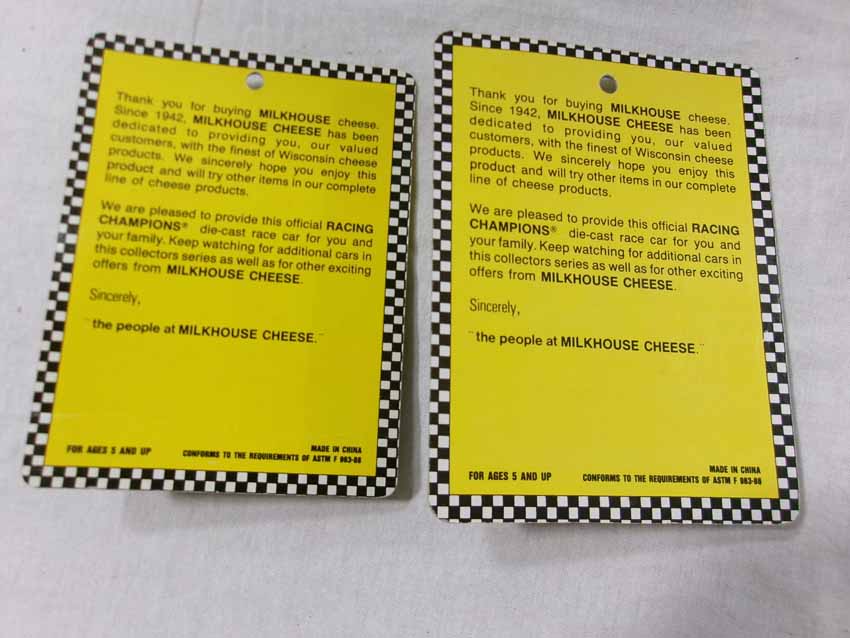 Thank you for buying MILKHOUSE cheese.
Since 1942, MILKHOUSE CHEESE has been
dedicated to providing you, our valued
customers, with the finest of Wisconsin cheese
products. We sincerely hope you enjoy this
product and will try other items in our complete
line of cheese products.
We are pleased to provide this official RACING
CHAMPIONS® die-cast race car for you and
your family. Keep watching for additional cars in
this collectors series as well as for other exciting
offers from MILKHOUSE CHEESE.
Sincerely,
"the people at MILKHOUSE CHEESE."
FOR AGES 5 AND UP
MADE IN CHINA
CONFORMS TO THE REQUIREMENTS OF ASTM F 963-86
Thank you for buying MILKHOUSE cheese.
Since 1942, MILKHOUSE CHEESE has been
dedicated to providing you, our valued
customers, with the finest of Wisconsin cheese
products. We sincerely hope you enjoy this
product and will try other items in our complete
line of cheese products.
We are pleased to provide this official RACING
CHAMPIONS® die-cast race car for you and
your family. Keep watching for additional cars in
this collectors series as well as for other exciting
offers from MILKHOUSE CHEESE.
Sincerely,
"the people at MILKHOUSE CHEESE."
FOR AGES 5 AND UP
MADE IN CHINA
CONFORMS TO THE REQUIREMENTS OF ASTM F 963-86